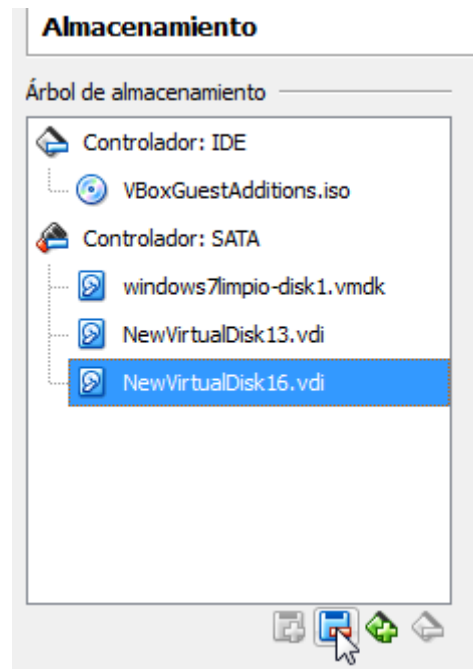 Almacenamiento
Árbol de almacenamiento
Controlador: IDE
VBoxGuestAdditions.iso
Controlador: SATA
windows7limpio-disk1.vmdk
NewVirtualDisk13.vdi
NewVirtualDisk16.vdi